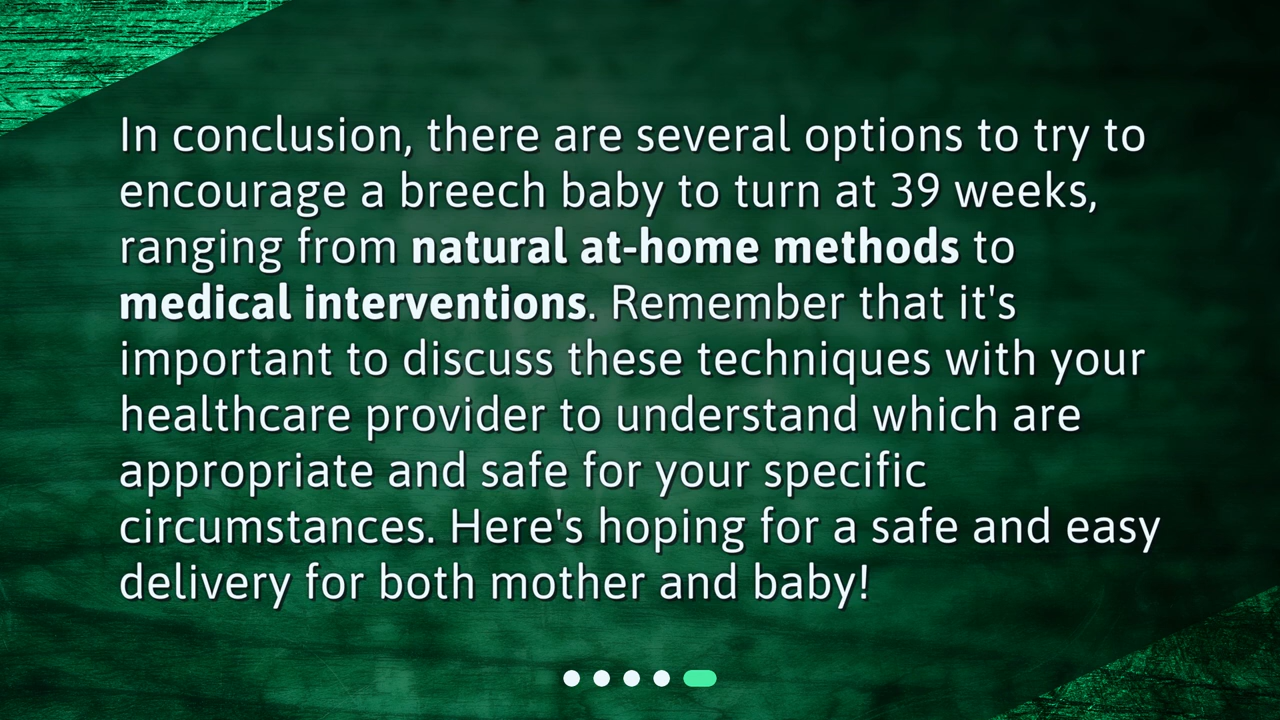 In conclusion, there are several options to try to
encourage a breech baby to turn at 39 weeks,
ranging from natural at-home methods to
medical interventions. Remember that it's
important to discuss these techniques with your
healthcare provider to understand which are
appropriate and safe for your specific
circumstances. Here's hoping for a safe and easy
delivery for both mother and baby!